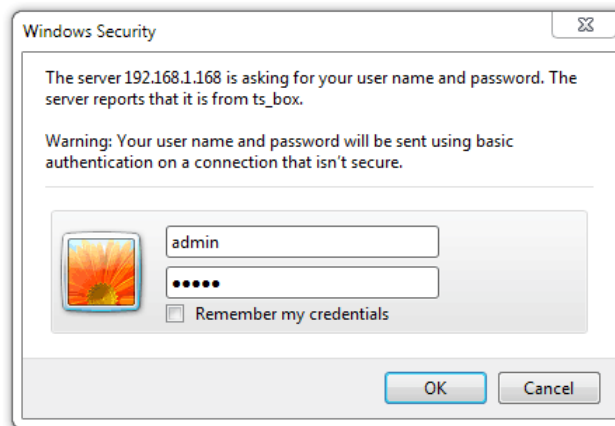 Windows Security
The server 192.168.1.168 is asking for your user name and password. The
server reports that it is from ts_box.
Warning: Your user name and password will be sent using basic
authentication on a connection that isn't secure.
admin
●●●●●
Remember my credentials
OK Cancel